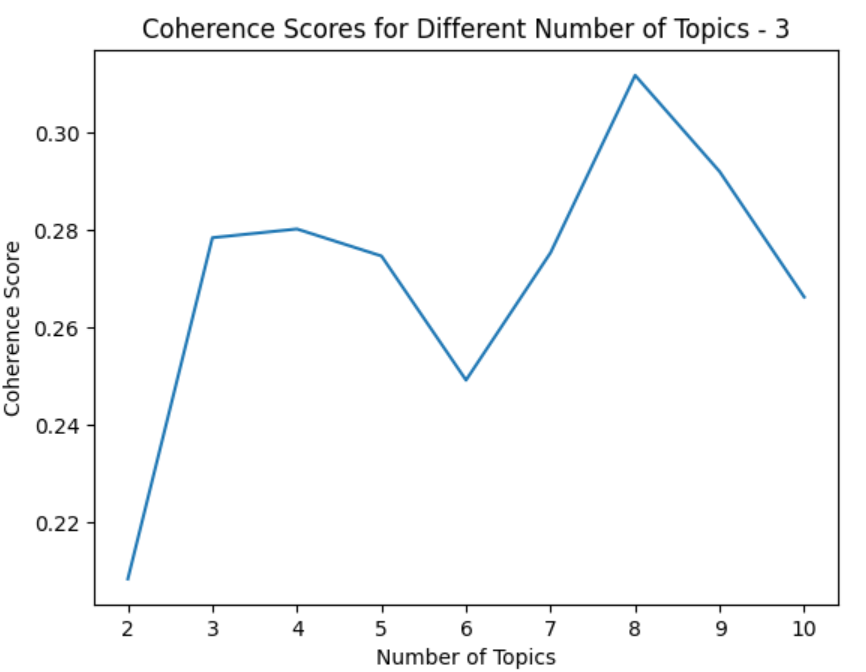 Coherence Scores for Different Number of Topics - 3
0.30
0.28
0.26
0.24
0.22
Coherence Score
2 3 4 5 6 7 8 9 10
Number of Topics